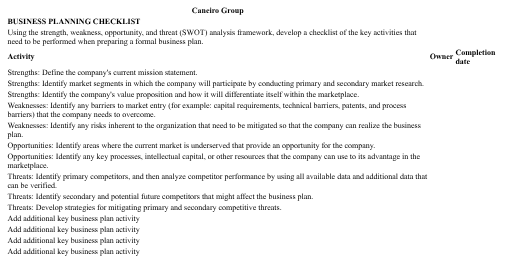 Caneiro Group
BUSINESS PLANNING CHECKLIST
Using the strength, weakness, opportunity, and threat (SWOT) analysis framework, develop a checklist of the key activities that
need to be performed when preparing a formal business plan.
Activity Owner Completion
date
Strengths: Define the company's current mission statement.
Strengths: Identify market segments in which the company will participate by conducting primary and secondary market research.
Strengths: Identify the company's value proposition and how it will differentiate itself within the marketplace.
Weaknesses: Identify any barriers to market entry (for example: capital requirements, technical barriers, patents, and process
barriers) that the company needs to overcome.
Weaknesses: Identify any risks inherent to the organization that need to be mitigated so that the company can realize the business
plan.
Opportunities: Identify areas where the current market is underserved that provide an opportunity for the company.
Opportunities: Identify any key processes, intellectual capital, or other resources that the company can use to its advantage in the
marketplace.
Threats: Identify primary competitors, and then analyze competitor performance by using all available data and additional data that
can be verified.
Threats: Identify secondary and potential future competitors that might affect the business plan.
Threats: Develop strategies for mitigating primary and secondary competitive threats.
Add additional key business plan activity
Add additional key business plan activity
Add additional key business plan activity
Add additional key business plan activity